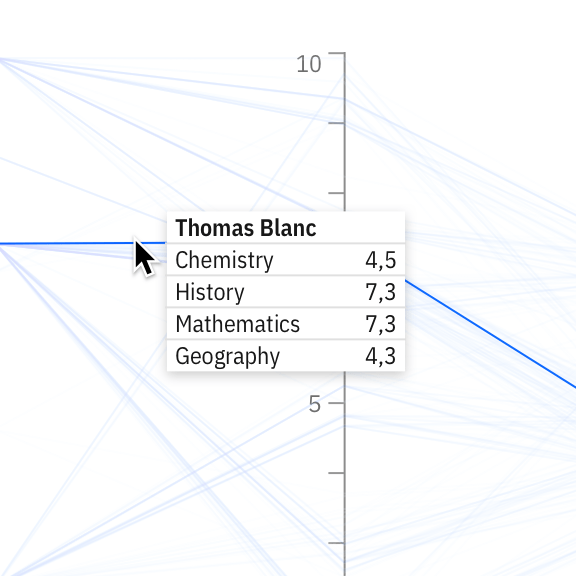 10
Thomas Blanc
Chemistry 4,5
History 7,3
Mathematics 7,3
Geography 4,3
5